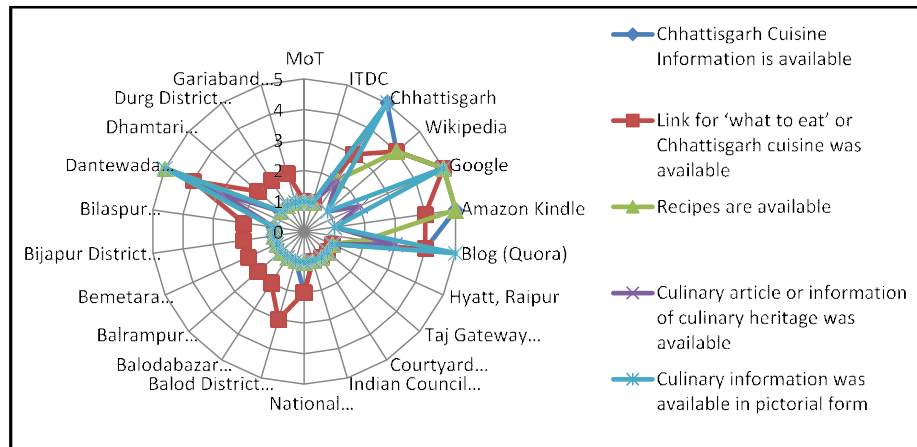 MoT
ITDC
Chhattisgarh
Wikipedia
Google
Amazon Kindle
Blog (Quora)
Hyatt, Raipur
Taj Gateway...
Courtyard...
Indian Council...
National...
Balod District...
Balodabazar...
Balrampur...
Bemetara...
Bijapur District...
Bilaspur...
Dantewada...
Dhamtari...
Durg District...
Gariaband...
5
4
3
2
1
0
Chhattisgarh Cuisine
Information is available
Link for ‘what to eat’ or
Chhattisgarh cuisine was
available
Recipes are available
Culinary article or information
of culinary heritage was
available
Culinary information was
available in pictorial form